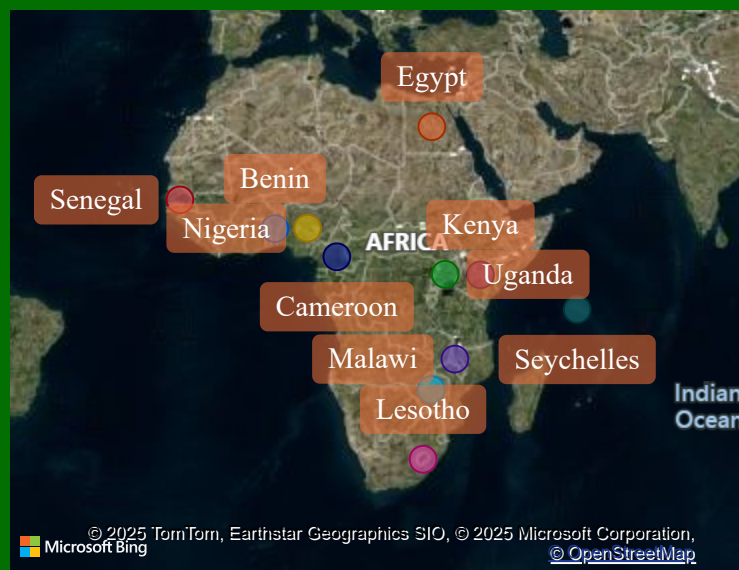 Egypt
Benin
Senegal
Nigeria
Kenya
AFRICA
Uganda
Cameroon
Malawi
Seychelles
Lesotho
Indian
Ocean
© 2025 TomTom, Earthstar Geographics SIO, © 2025 Microsoft Corporation,
Microsoft Bing
© OpenStreetMap